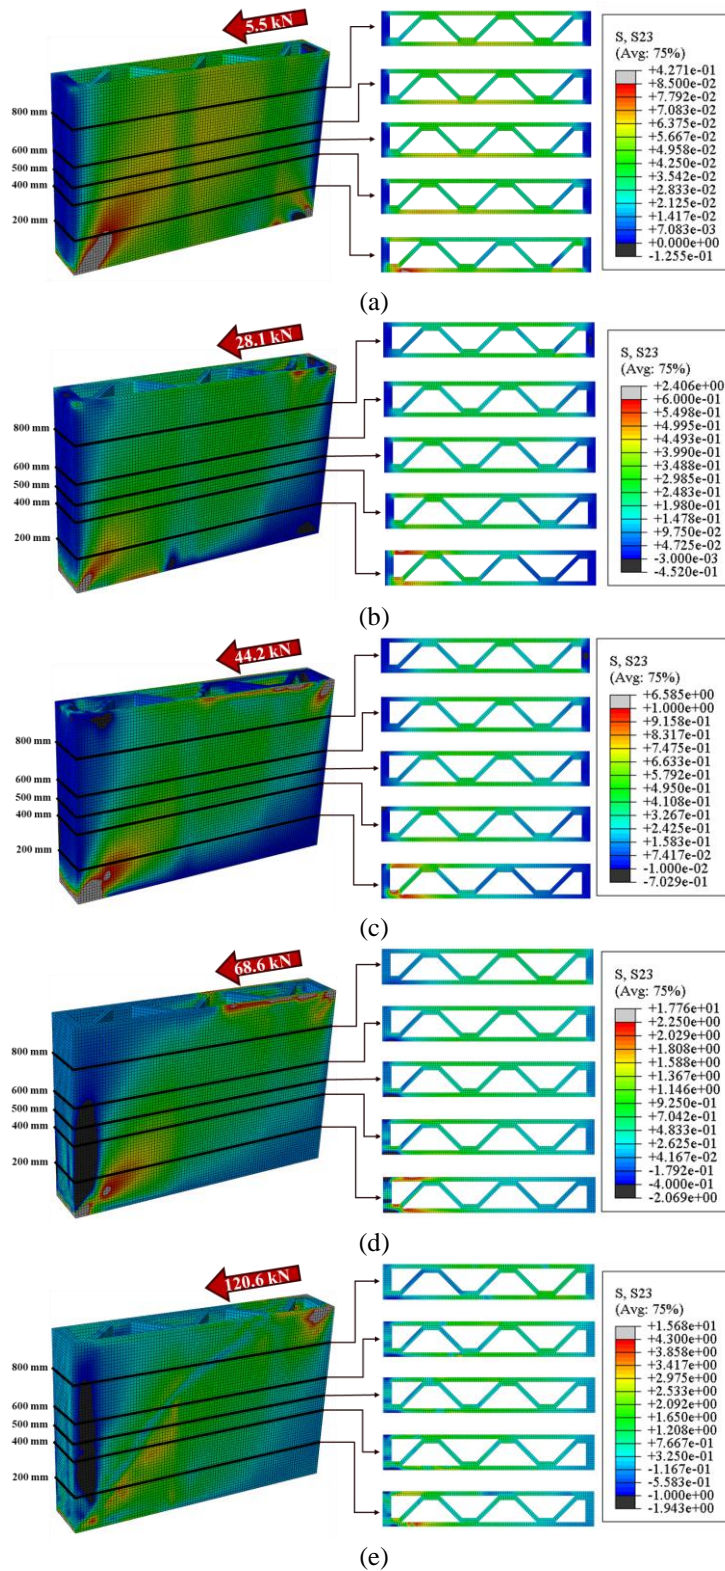 5.5 kN
800 mm
600 mm
500 mm
400 mm
200 mm
S, S23
(Avg: 75%)
+4.271e-01
+8.500e-02
+7.792e-02
+7.083e-02
+6.375e-02
+5.667e-02
+4.958e-02
+4.250e-02
+3.542e-02
+2.833e-02
+2.125e-02
+1.417e-02
+7.083e-03
+0.000e+00
-1.255e-01
(a)
28.1 kN
800 mm
600 mm
500 mm
400 mm
200 mm
S, S23
(Avg: 75%)
+2.406e+00
+6.000e-01
+5.498e-01
+4.995e-01
+4.493e-01
+3.990e-01
+3.488e-01
+2.985e-01
+2.483e-01
+1.980e-01
+1.478e-01
+9.750e-02
+4.725e-02
-3.000e-03
-4.520e-01
(b)
44.2 kN
800 mm
600 mm
500 mm
400 mm
200 mm
S, S23
(Avg: 75%)
+6.585e+00
+1.000e+00
+9.158e-01
+8.317e-01
+7.475e-01
+6.633e-01
+5.792e-01
+4.950e-01
+4.108e-01
+3.267e-01
+2.425e-01
+1.583e-01
+7.417e-02
-1.000e-02
-7.029e-01
(c)
68.6 kN
800 mm
600 mm
500 mm
400 mm
200 mm
S, S23
(Avg: 75%)
+1.776e+01
+2.250e+00
+2.029e+00
+1.808e+00
+1.588e+00
+1.367e+00
+1.146e+00
+9.250e-01
+7.042e-01
+4.833e-01
+2.625e-01
+4.167e-02
-1.792e-01
-4.000e-01
-2.069e+00
(d)
120.6 kN
800 mm
600 mm
500 mm
400 mm
200 mm
S, S23
(Avg: 75%)
+1.568e+01
+4.300e+00
+3.858e+00
+3.417e+00
+2.975e+00
+2.533e+00
+2.092e+00
+1.650e+00
+1.208e+00
+7.667e-01
+3.250e-01
-1.167e-01
-5.583e-01
-1.000e+00
-1.943e+00
(e)